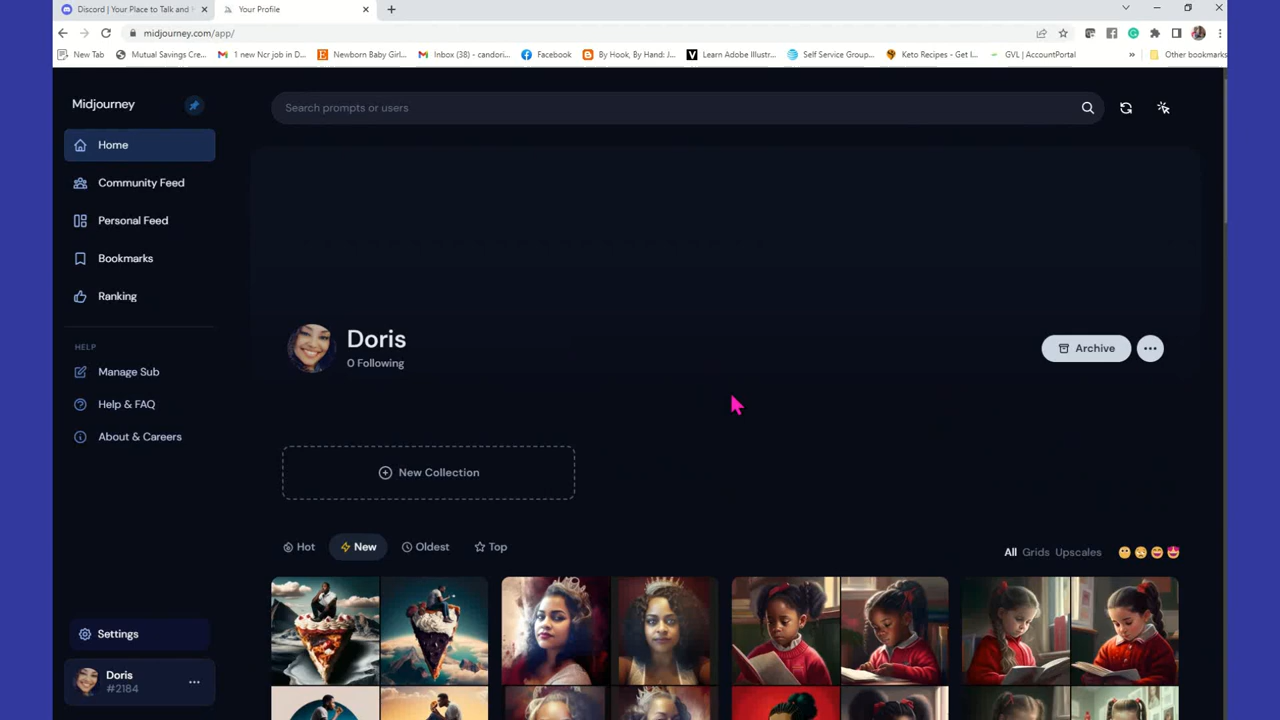 Discord | Your Place to Talk and
Your Profile
midjourney.com/app/
New Tab
Mutual Savings Cre...
1 new Ncr job in D...
Newborn Baby Girl...
Inbox (38) - candori...
Facebook
By Hook, By Hand: J...
Learn Adobe Illustr...
Self Service Group...
Keto Recipes - Get I...
GVL | AccountPortal
»
Other bookmarks
Midjourney
Search prompts or users
Home
Community Feed
Personal Feed
Bookmarks
Ranking
HELP
Manage Sub
Help & FAQ
About & Careers
Settings
Doris
#2184
Doris
0 Following
Archive
New Collection
Hot
New
Oldest
Top
All Grids Upscales